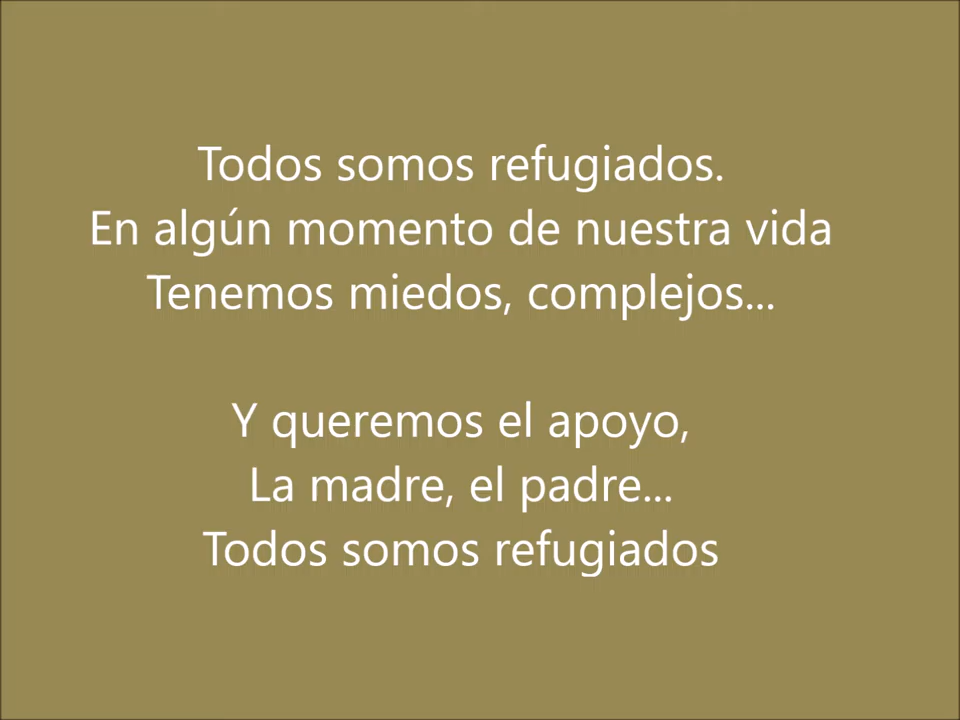 Todos somos refugiados.
En algún momento de nuestra vida
Tenemos miedos, complejos...
Y queremos el apoyo,
La madre, el padre...
Todos somos refugiados